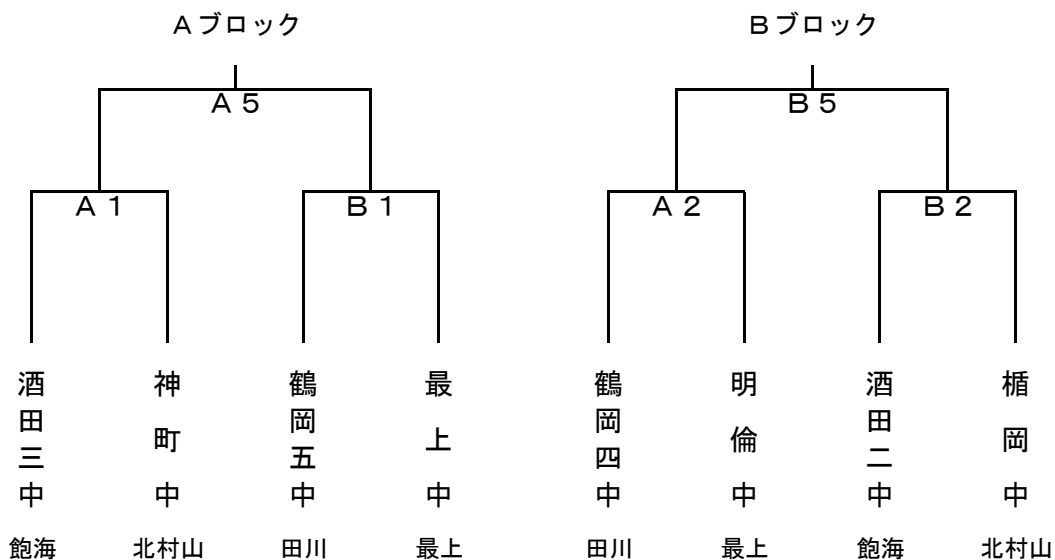 Aブロック
Bブロック
A5
B5
A1
B1
A2
B2
酒田三中
神町中
鶴岡五中
最上中
鶴岡四中
明倫中
酒田二中
楯岡中
飽海
北村山
田川
最上
田川
最上
飽海
北村山